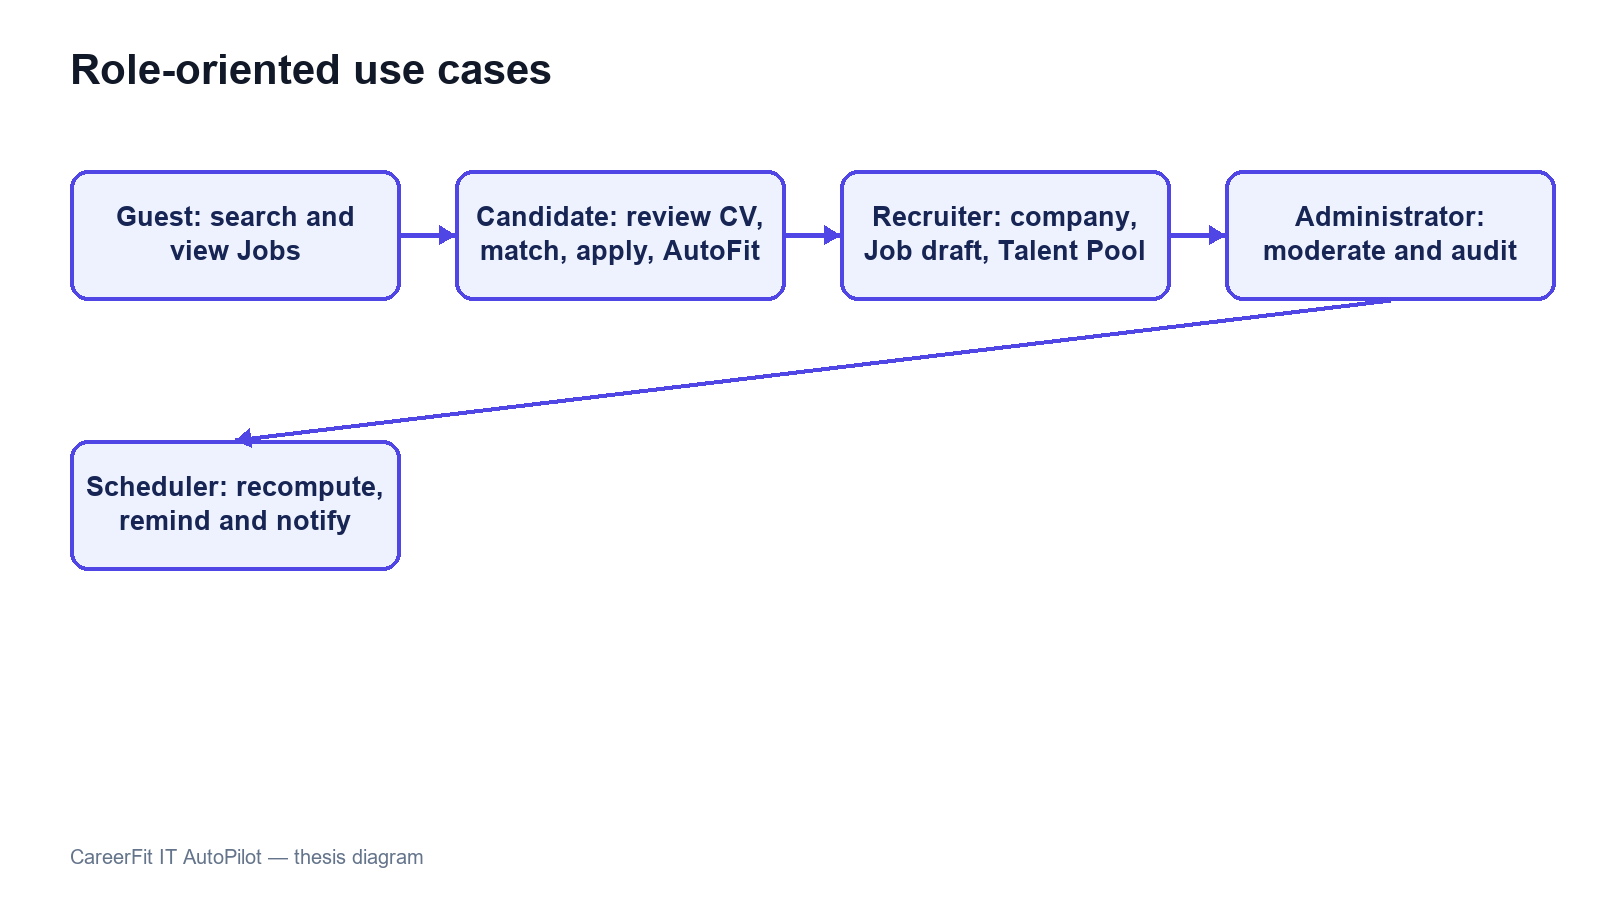 Role-oriented use cases
Guest: search and
view Jobs
Candidate: review CV,
match, apply, AutoFit
Recruiter: company,
Job draft, Talent Pool
Administrator:
moderate and audit
Scheduler: recompute,
remind and notify
CareerFit IT AutoPilot — thesis diagram